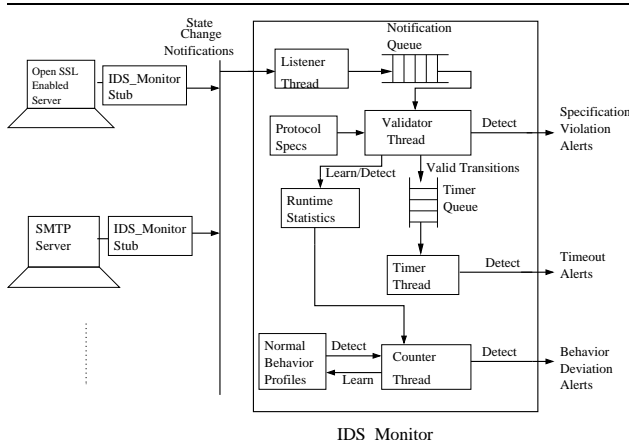 State
Change
Notifications
Notification
Queue
Listener
Thread
Open SSL
Enabled
Server
IDS_Monitor
Stub
Protocol
Specs
Validator
Thread
Detect
Specification
Violation
Alerts
Learn/Detect
Valid Transitions
Runtime
Statistics
Timer
Queue
SMTP
Server
IDS_Monitor
Stub
Timer
Thread
Detect
Timeout
Alerts
Normal
Behavior
Profiles
Detect
Learn
Counter
Thread
Detect
Behavior
Deviation
Alerts
IDS_Monitor